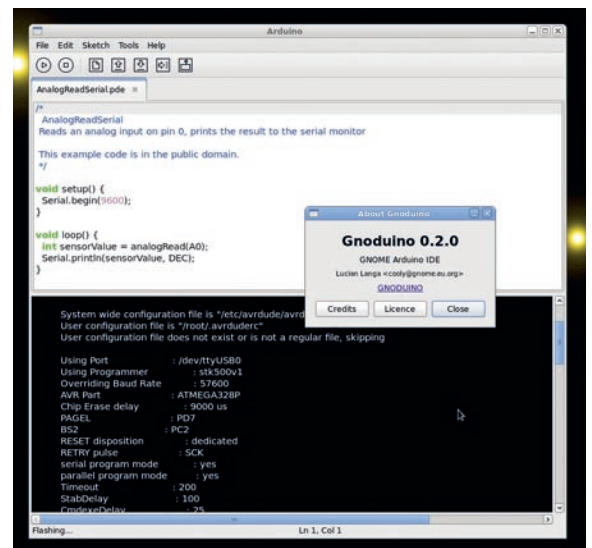 Arduino
File Edit Sketch Tools Help
AnalogReadSerial.pde
/*
AnalogReadSerial
Reads an analog input on pin 0, prints the result to the serial monitor
This example code is in the public domain.
*/
void setup() {
Serial.begin(9600);
}
void loop() {
int sensorValue = analogRead(A0);
Serial.println(sensorValue, DEC);
}
About Gnoduino
Gnoduino 0.2.0
GNOME Arduino IDE
Lucian Langa <cooly@gnome.eu.org>
GNODUINO
Credits Licence Close
System wide configuration file is "/etc/avrdude/avrd
User configuration file is "/root/.avrduderc"
User configuration file does not exist or is not a regular file, skipping
Using Port : /dev/ttyUSB0
Using Programmer : stk500v1
Overriding Baud Rate : 57600
AVR Part : ATMEGA328P
Chip Erase delay : 9000 us
PAGEL : PD7
BS2 : PC2
RESET disposition : dedicated
RETRY pulse : SCK
serial program mode : yes
parallel program mode : yes
Timeout : 200
StabDelay : 100
CmdexeDelay : 25
Flashing... Ln 1, Col 1